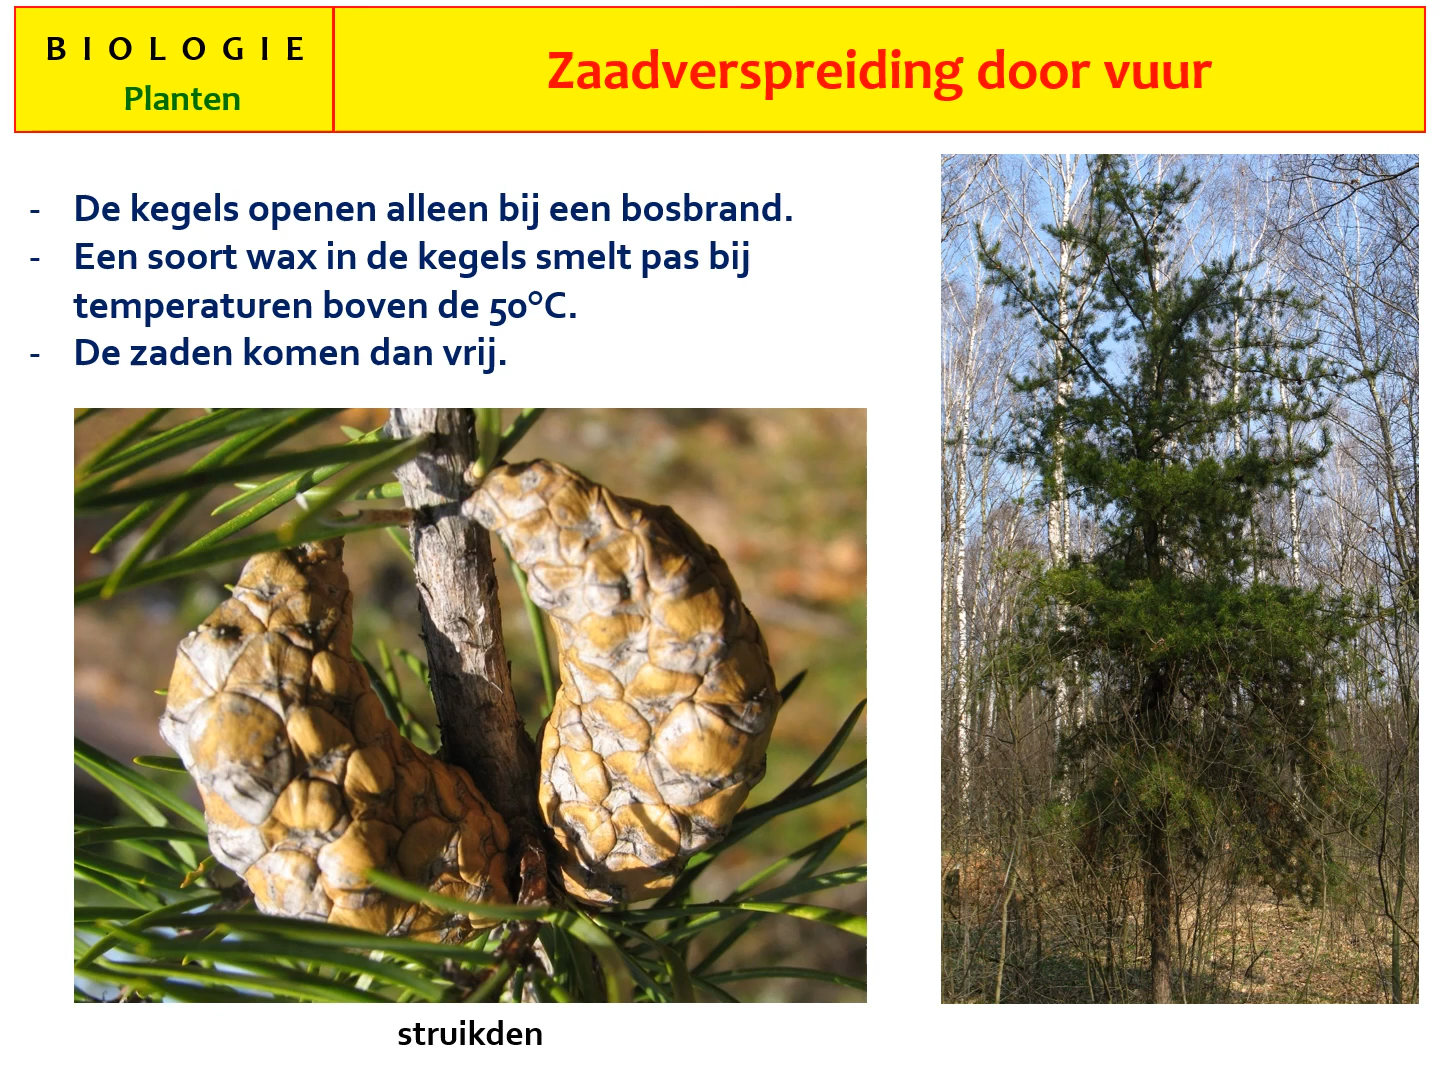 BIOLOGIE
Planten
Zaadverspreiding door vuur
- De kegels openen alleen bij een bosbrand.
- Een soort wax in de kegels smelt pas bij
temperaturen boven de 50°C.
- De zaden komen dan vrij.
struikden